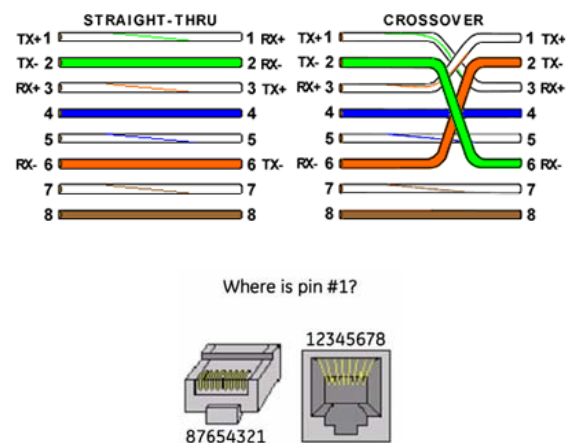 STRAIGHT-THRU
TX+ 1 1 RX+
TX- 2 2 RX-
RX+ 3 3 TX+
4 4
5 5
RX- 6 6 TX-
7 7
8 8
CROSSOVER
TX+ 1 1 TX+
TX- 2 2 TX-
RX+ 3 3 RX+
4 4
5 5
RX- 6 6 RX-
7 7
8 8
Where is pin #1?
87654321
12345678